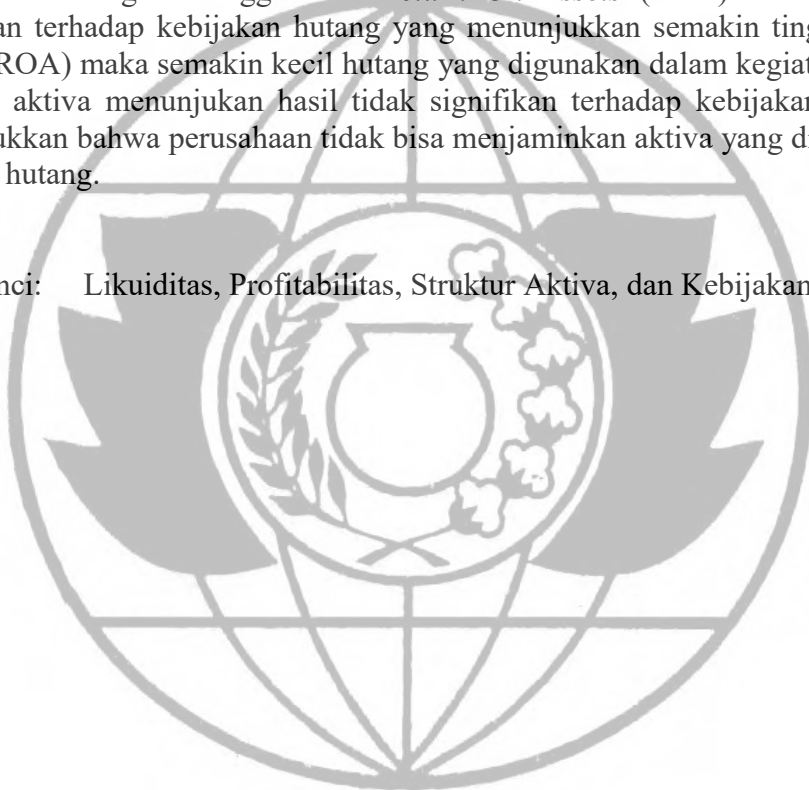 an terhadap kebijakan hutang yang menunjukkan semakin ting
ROA) maka semakin kecil hutang yang digunakan dalam kegiat
aktiva menunjukan hasil tidak signifikan terhadap kebijakan
ukkan bahwa perusahaan tidak bisa menjaminkan aktiva yang di
hutang.
nci: Likuiditas, Profitabilitas, Struktur Aktiva, dan Kebijakan